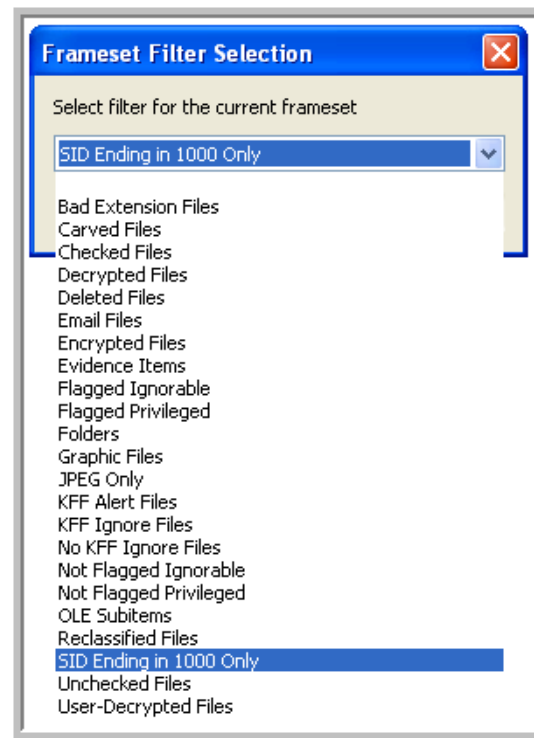 Frameset Filter Selection
Select filter for the current frameset
SID Ending in 1000 Only
Bad Extension Files
Carved Files
Checked Files
Decrypted Files
Deleted Files
Email Files
Encrypted Files
Evidence Items
Flagged Ignorable
Flagged Privileged
Folders
Graphic Files
JPEG Only
KFF Alert Files
KFF Ignore Files
No KFF Ignore Files
Not Flagged Ignorable
Not Flagged Privileged
OLE Subitems
Reclassified Files
SID Ending in 1000 Only
Unchecked Files
User-Decrypted Files